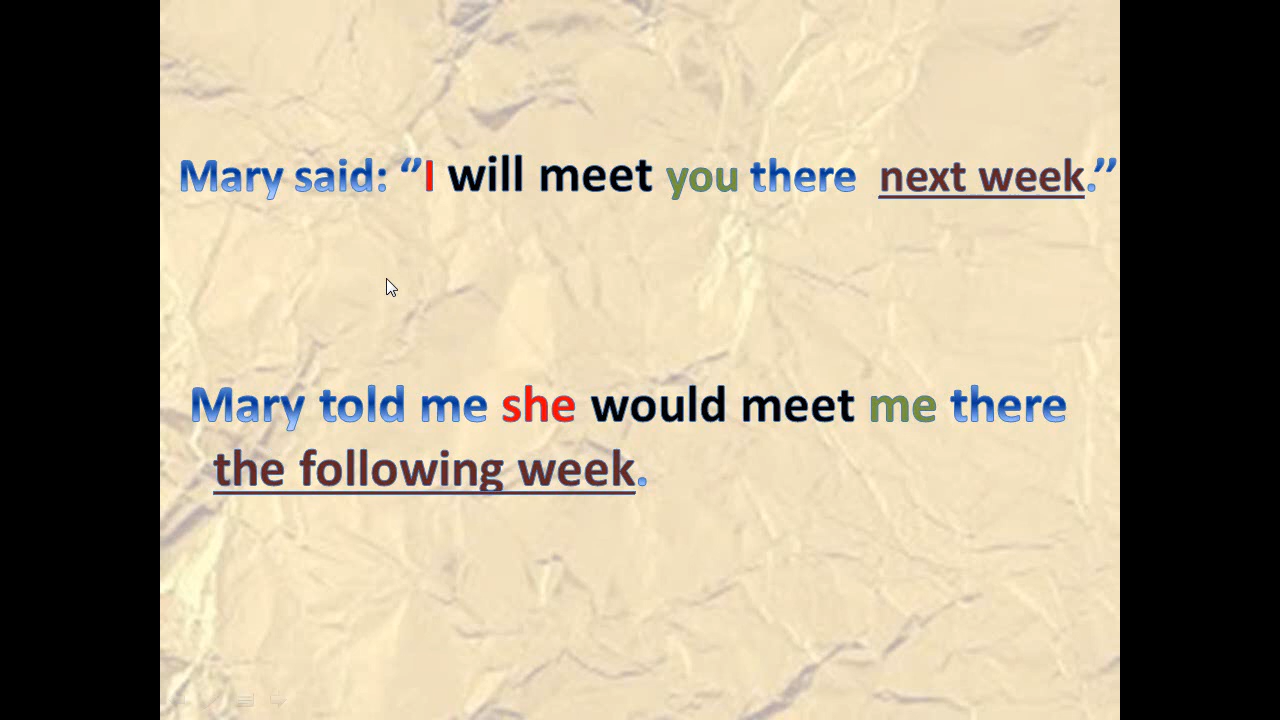 Mary said: “I will meet you there next week.”
Mary told me she would meet me there
the following week.